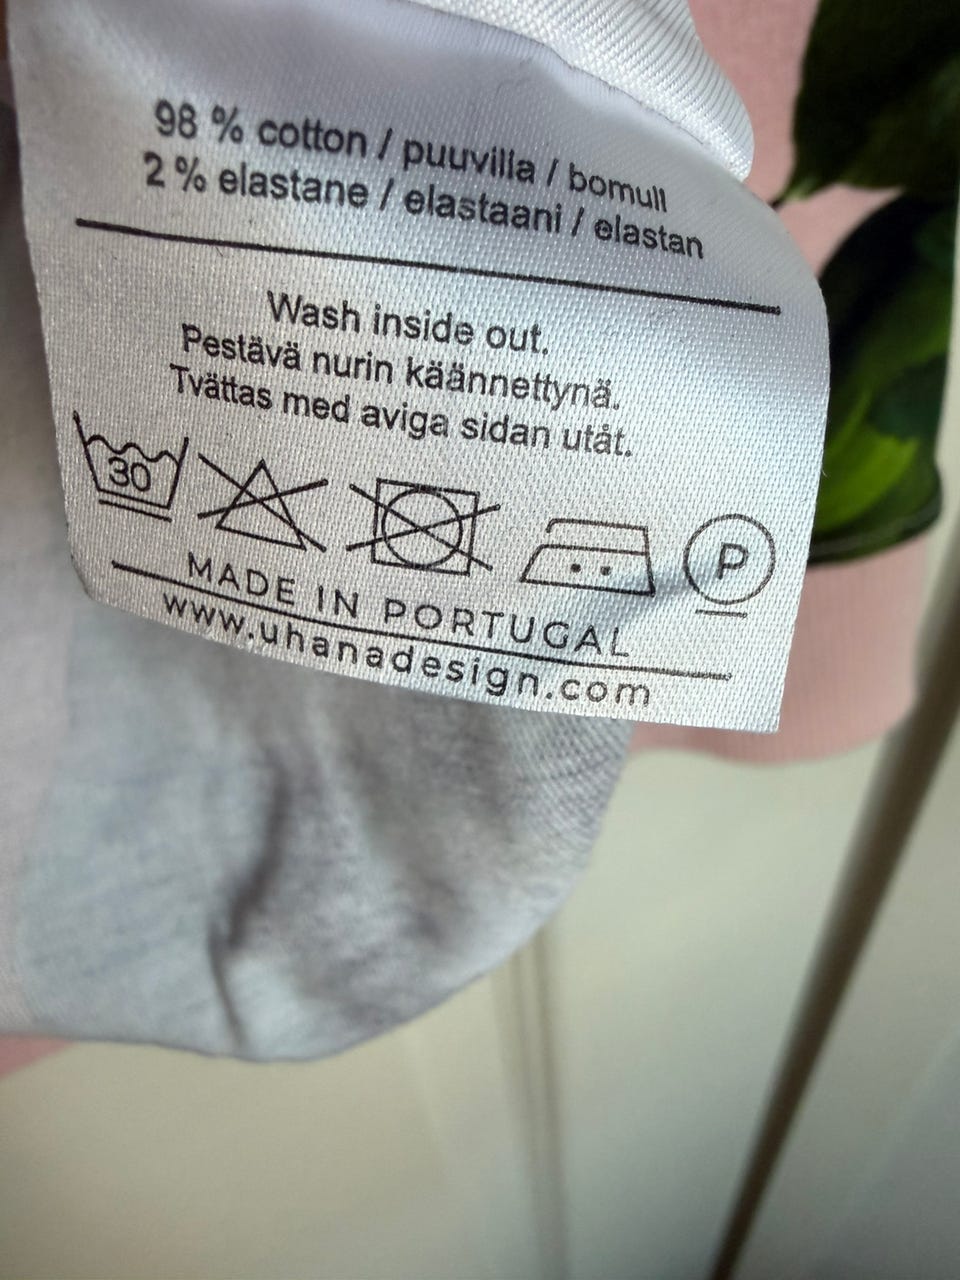 98 % cotton / puuvilla / bomull
2 % elastane / elastaani / elastan
Wash inside out.
Pestävä nurin käännettynä.
Tvättas med aviga sidan utåt.
30 P
MADE IN PORTUGAL
www.uhanadesign.com